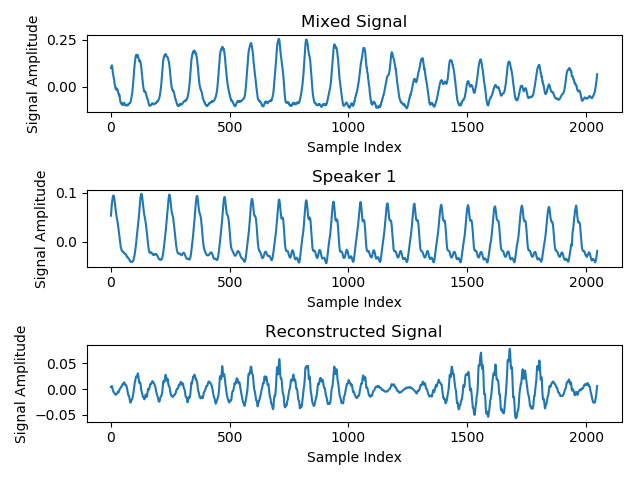 Mixed Signal
Signal Amplitude
0.25
0.00
0
500
1000
1500
2000
Sample Index
Speaker 1
Signal Amplitude
0.1
0.0
0
500
1000
1500
2000
Sample Index
Reconstructed Signal
Signal Amplitude
0.05
0.00
−0.05
0
500
1000
1500
2000
Sample Index